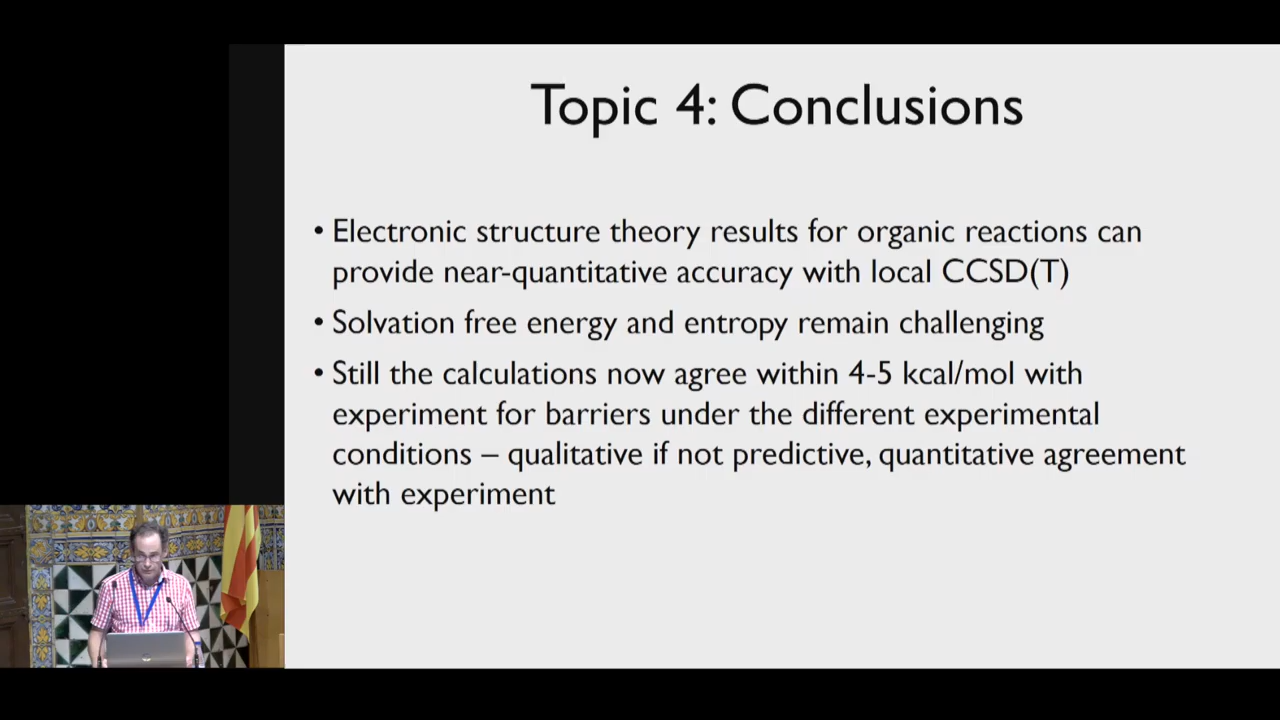 Topic 4: Conclusions
• Electronic structure theory results for organic reactions can
provide near-quantitative accuracy with local CCSD(T)
• Solvation free energy and entropy remain challenging
• Still the calculations now agree within 4-5 kcal/mol with
experiment for barriers under the different experimental
conditions – qualitative if not predictive, quantitative agreement
with experiment